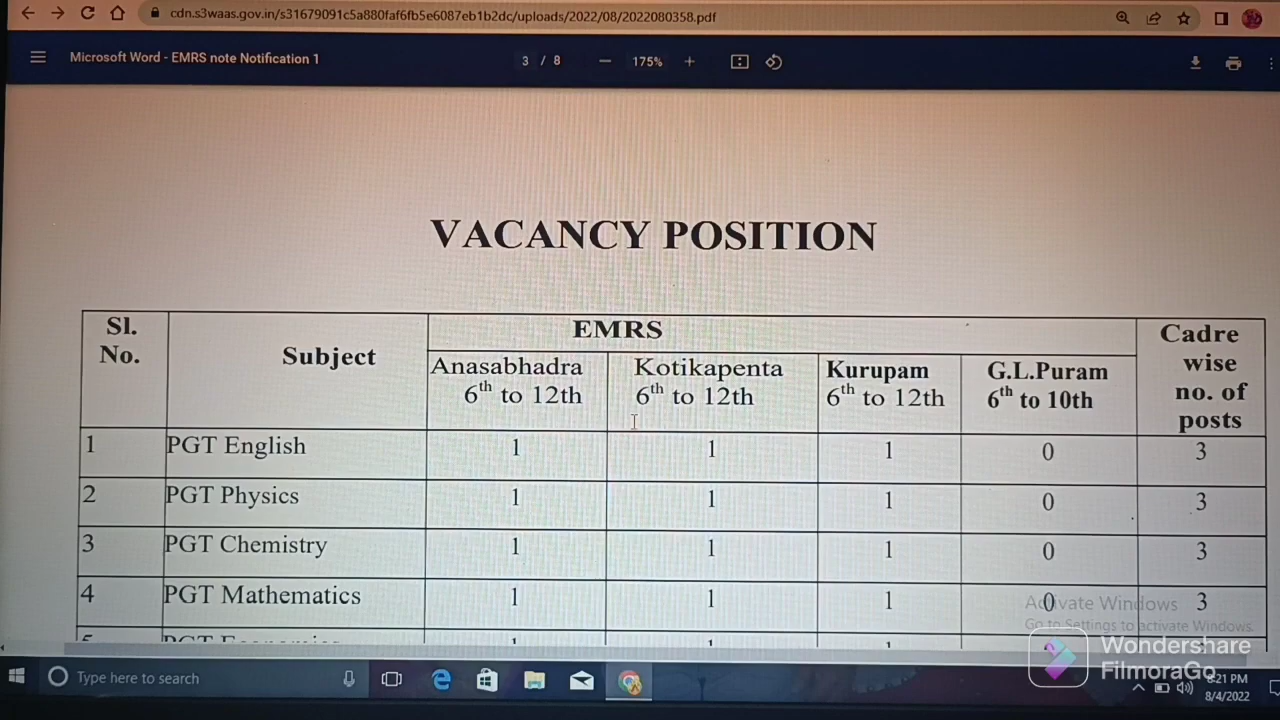 cdn.s3waas.gov.in/s31679091c5a880faf6fb5e6087eb1b2dc/uploads/2022/08/2022080358.pdf
Microsoft Word - EMRS note Notification 1
3 / 8
175%
VACANCY POSITION
Sl. No.
Subject
EMRS
Cadre wise no. of posts
Anasabhadra 6th to 12th
Kotikapenta 6th to 12th
Kurupam 6th to 12th
G.L.Puram 6th to 10th
1 PGT English 1 1 1 0 3
2 PGT Physics 1 1 1 0 3
3 PGT Chemistry 1 1 1 0 3
4 PGT Mathematics 1 1 1 0 3
Activate Windows
Go to Settings to activate Windows.
Wondershare
FilmoraGo
Type here to search
:21 PM
8/4/2022